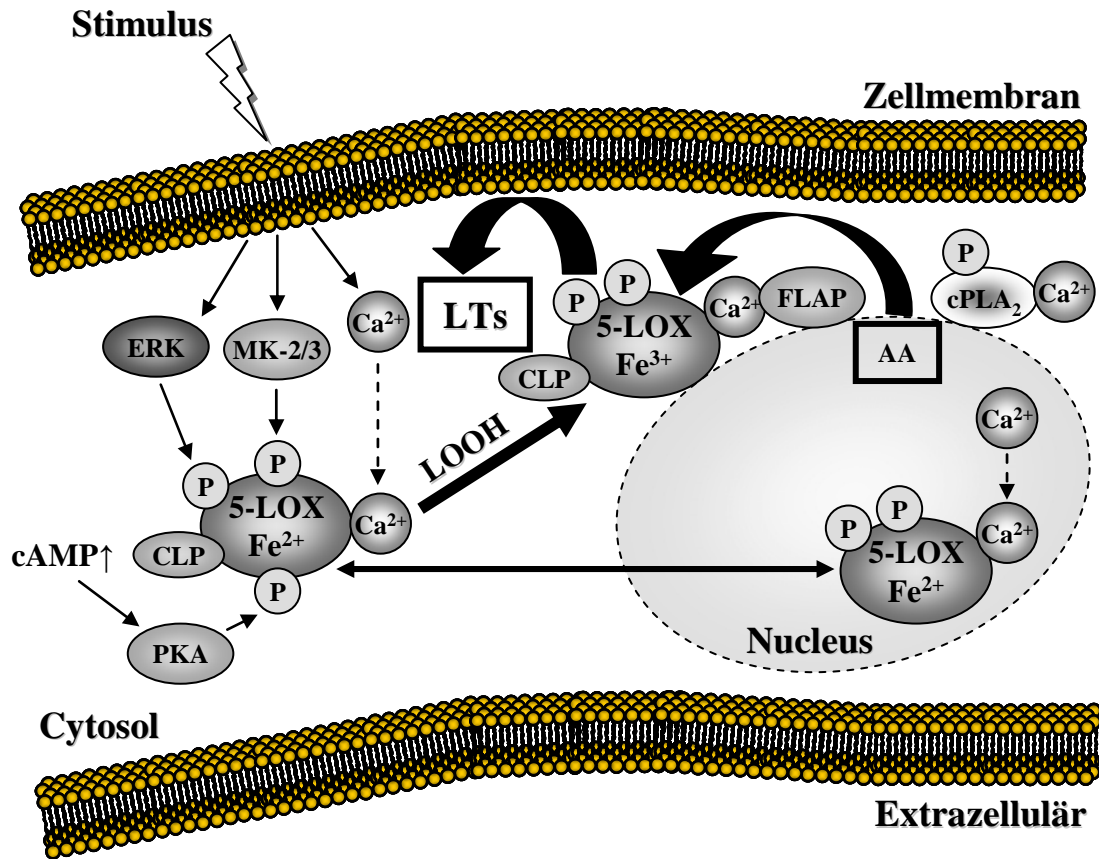 Stimulus
Zellmembran
P
cPLA₂
Ca²⁺
P
P
Ca²⁺
FLAP
5-LOX
Fe³⁺
CLP
AA
LTs
Ca²⁺
ERK
MK-2/3
LOOH
Ca²⁺
Ca²⁺
P
P
5-LOX
Fe²⁺
P
P
5-LOX
Fe²⁺
Ca²⁺
CLP
P
cAMP↑
PKA
Nucleus
Cytosol
Extrazellulär